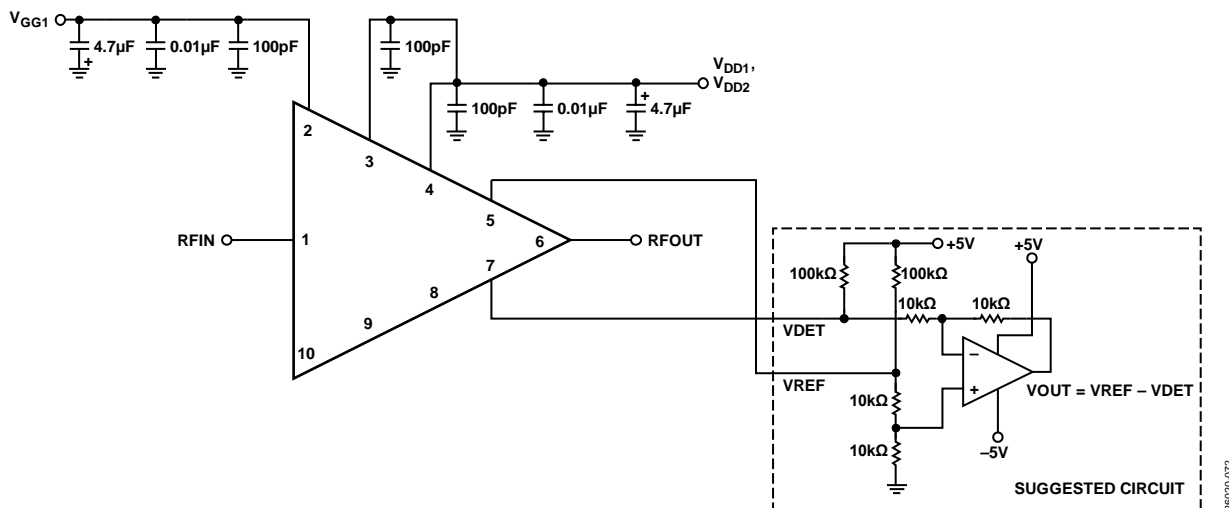 VGG1
4.7µF
+
0.01µF
100pF
100pF
VDD1,
VDD2
100pF
0.01µF
+
4.7µF
2
3
4
5
RFIN
1
6
RFOUT
7
8
9
10
+5V
+5V
100kΩ
100kΩ
10kΩ
10kΩ
VDET
–
VREF
10kΩ
+
VOUT = VREF – VDET
10kΩ
–5V
SUGGESTED CIRCUIT